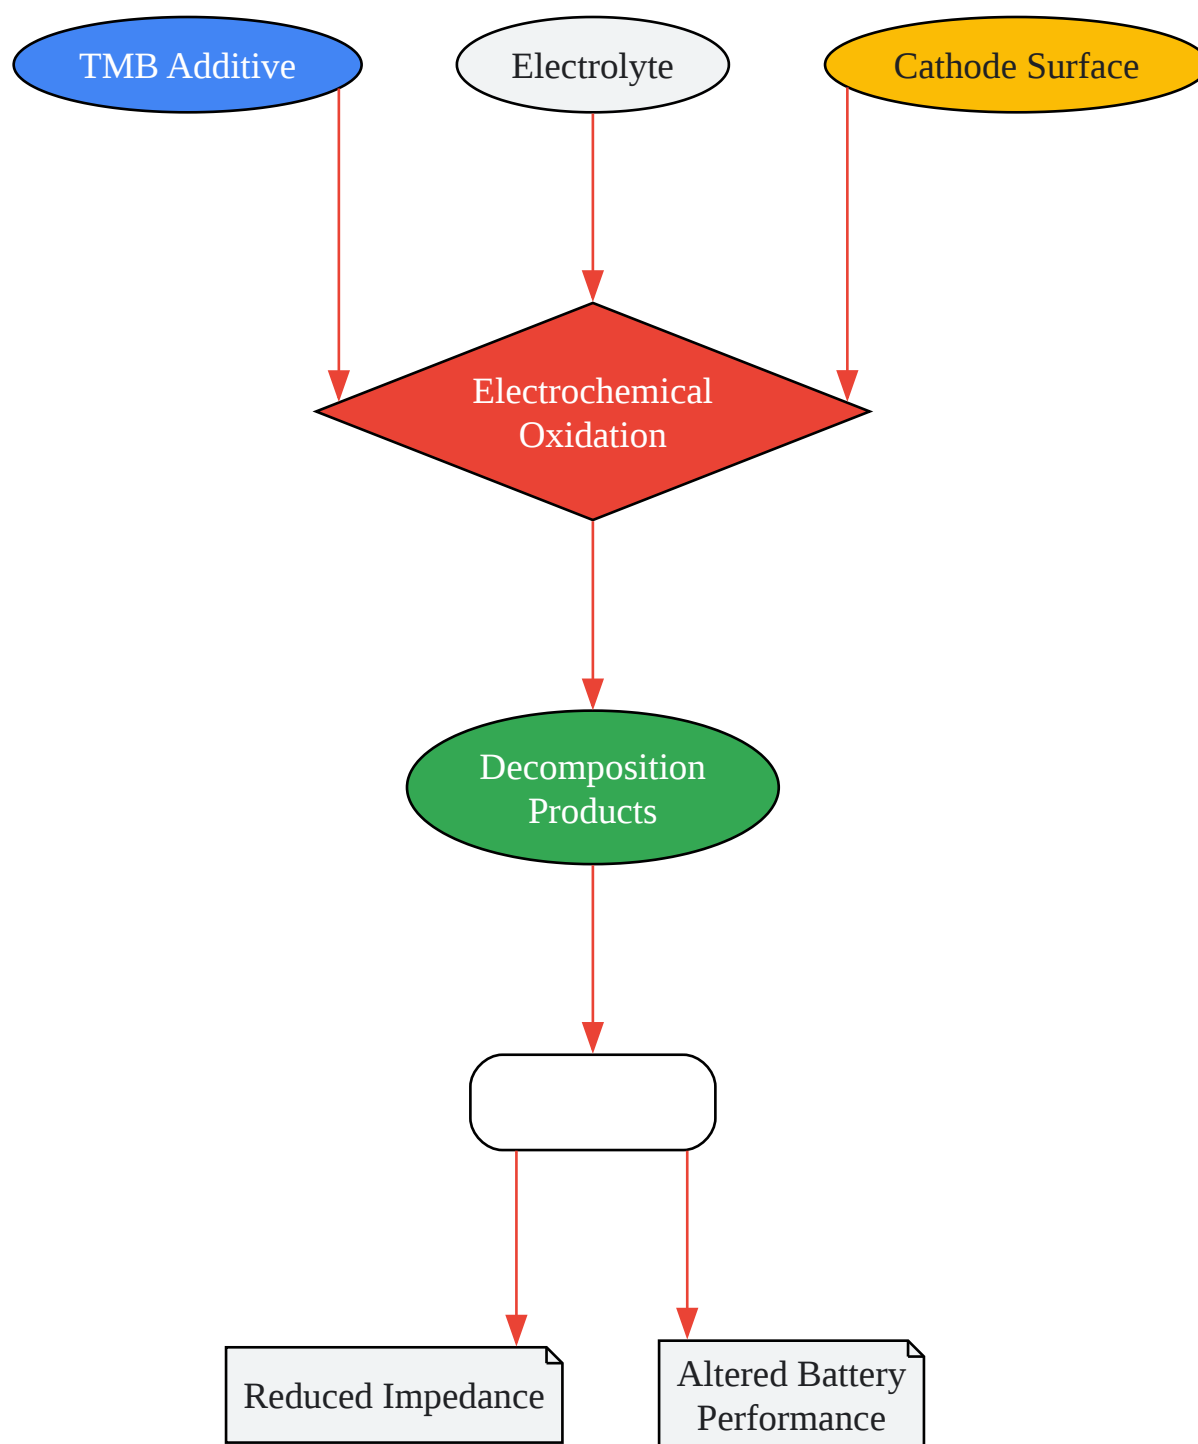 TMB Additive
Electrolyte
Cathode Surface
Electrochemical
Oxidation
Decomposition
Products
Reduced Impedance
Altered Battery
Performance